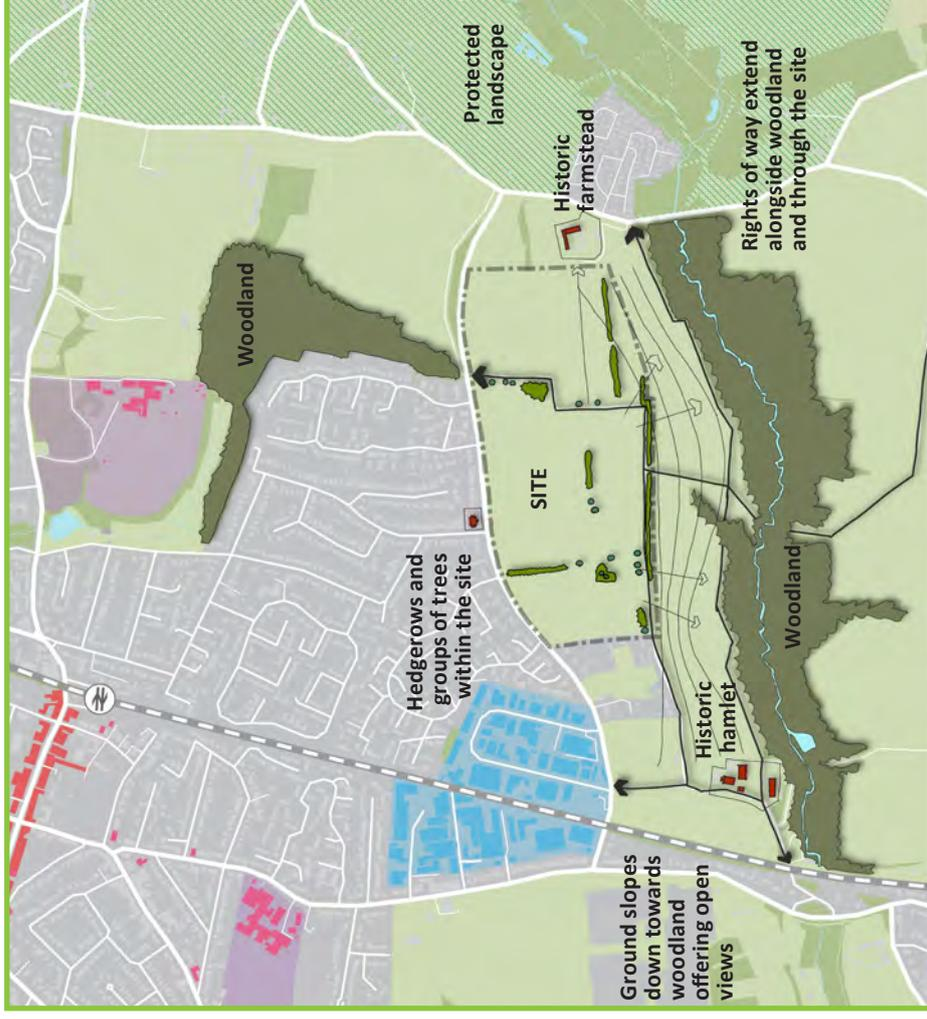 Woodland
Hedgerows and
groups of trees
within the site
Protected
landscape
SITE
Historic
farmstead
Ground slopes
down towards
woodland
offering open
views
Historic
hamlet
Rights of way extend
alongside woodland
and through the site
Woodland